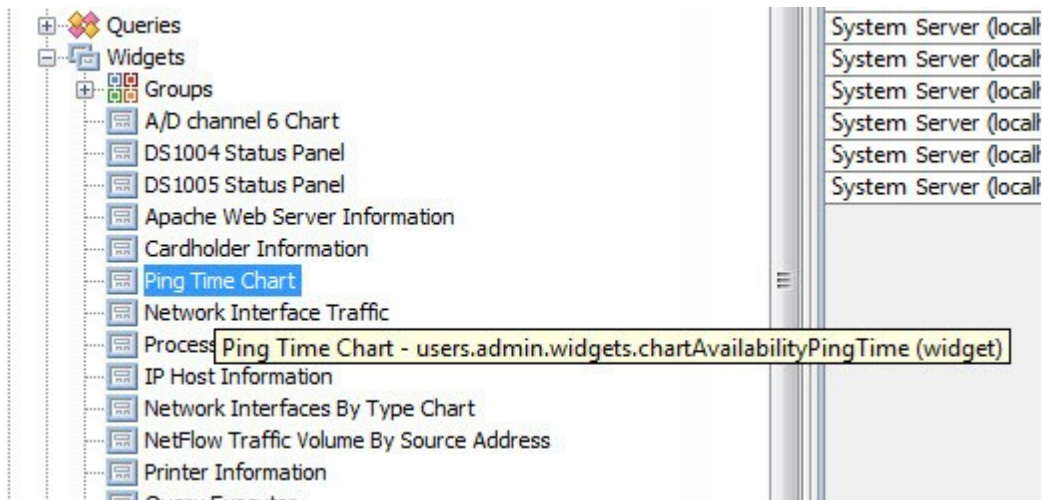 Queries
Widgets
Groups
A/D channel 6 Chart
DS1004 Status Panel
DS1005 Status Panel
Apache Web Server Information
Cardholder Information
Ping Time Chart
Network Interface Traffic
Process
Ping Time Chart - users.admin.widgets.chartAvailabilityPingTime (widget)
IP Host Information
Network Interfaces By Type Chart
NetFlow Traffic Volume By Source Address
Printer Information
System Server (localh
System Server (localh
System Server (localh
System Server (localh
System Server (localh
System Server (localh